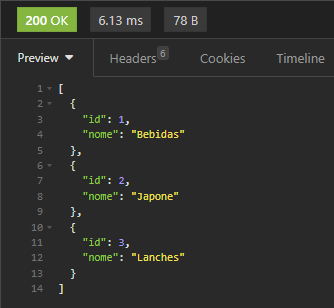 200 OK 6.13 ms 78 B
Preview Headers 6 Cookies Timeline
1 [
2 {
3 "id": 1,
4 "nome": "Bebidas"
5 },
6 {
7 "id": 2,
8 "nome": "Japone"
9 },
10 {
11 "id": 3,
12 "nome": "Lanches"
13 }
14 ]